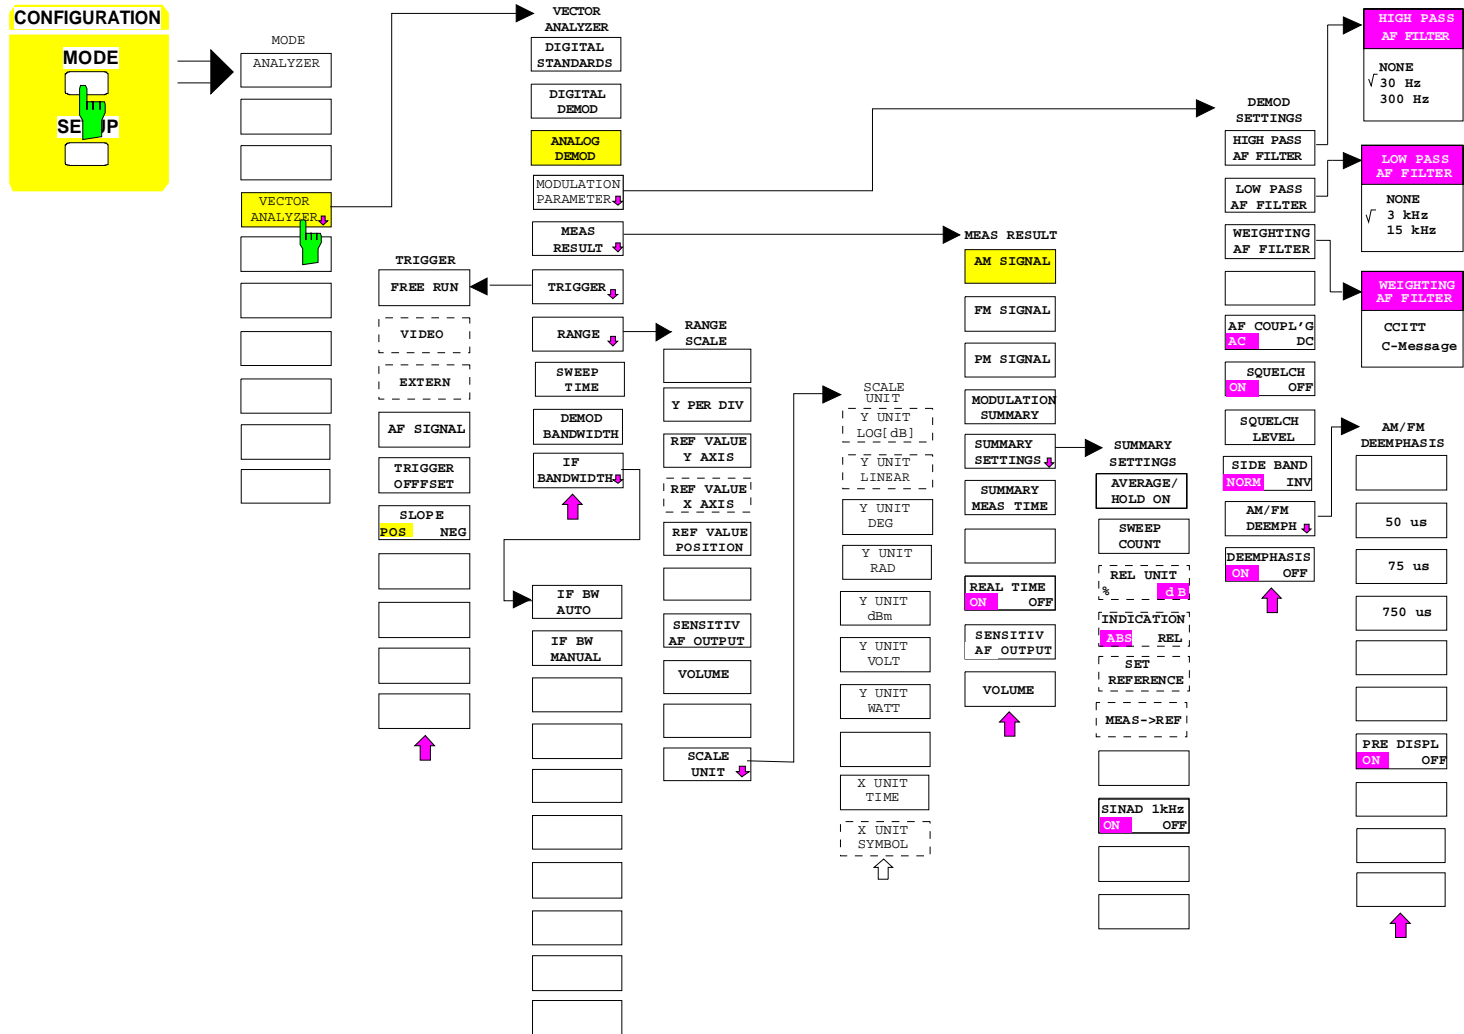 CONFIGURATION
MODE
SETUP
MODE
ANALYZER
VECTOR
ANALYZER
VECTOR
ANALYZER
DIGITAL
STANDARDS
DIGITAL
DEMOD
ANALOG
DEMOD
MODULATION
PARAMETER
MEAS
RESULT
TRIGGER
RANGE
SWEEP
TIME
DEMOD
BANDWIDTH
IF
BANDWIDTH
IF BW
AUTO
IF BW
MANUAL
TRIGGER
FREE RUN
VIDEO
EXTERN
AF SIGNAL
TRIGGER
OFFFSET
SLOPE
POS NEG
RANGE
SCALE
Y PER DIV
REF VALUE
Y AXIS
REF VALUE
X AXIS
REF VALUE
POSITION
SENSITIV
AF OUTPUT
VOLUME
SCALE
UNIT
SCALE
UNIT
Y UNIT
LOG[dB]
Y UNIT
LINEAR
Y UNIT
DEG
Y UNIT
RAD
Y UNIT
dBm
Y UNIT
VOLT
Y UNIT
WATT
X UNIT
TIME
X UNIT
SYMBOL
MEAS RESULT
AM SIGNAL
FM SIGNAL
PM SIGNAL
MODULATION
SUMMARY
SUMMARY
SETTINGS
SUMMARY
MEAS TIME
REAL TIME
ON OFF
SENSITIV
AF OUTPUT
VOLUME
SUMMARY
SETTINGS
AVERAGE/
HOLD ON
SWEEP
COUNT
REL UNIT
% dB
INDICATION
ABS REL
SET
REFERENCE
MEAS->REF
SINAD 1kHz
ON OFF
DEMOD
SETTINGS
HIGH PASS
AF FILTER
LOW PASS
AF FILTER
WEIGHTING
AF FILTER
AF COUPL'G
AC DC
SQUELCH
ON OFF
SQUELCH
LEVEL
SIDE BAND
NORM INV
AM/FM
DEEMPH
DEEMPHASIS
ON OFF
HIGH PASS
AF FILTER
NONE
√ 30 Hz
300 Hz
LOW PASS
AF FILTER
NONE
√ 3 kHz
15 kHz
WEIGHTING
AF FILTER
CCITT
C-Message
AM/FM
DEEMPHASIS
50 us
75 us
750 us
PRE DISPL
ON OFF